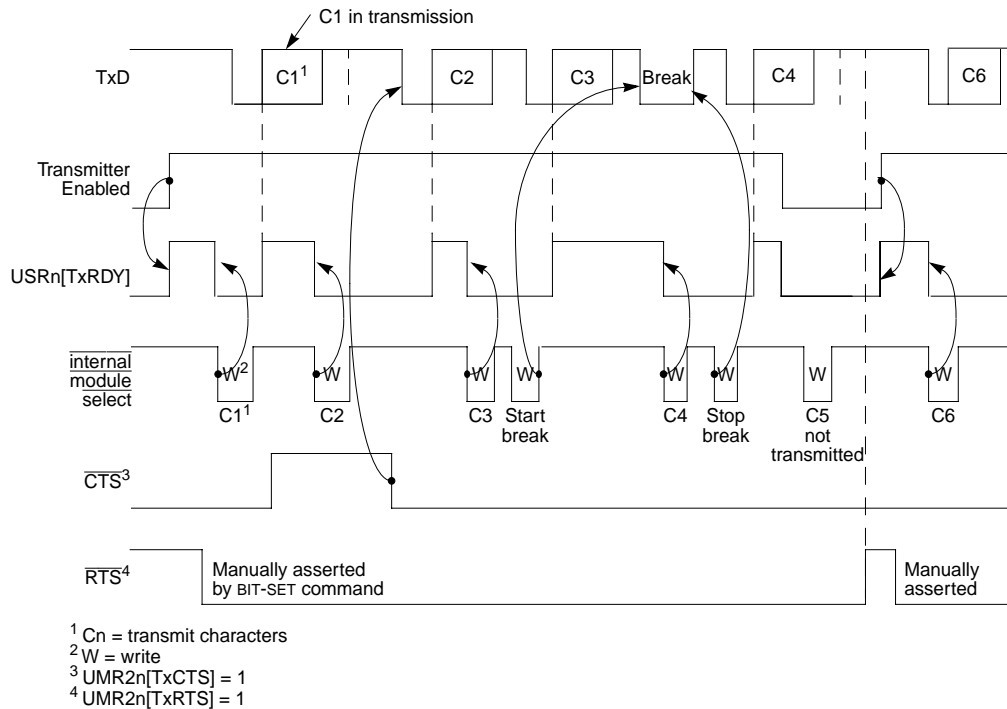 C1 in transmission
TxD
C1¹
C2
C3
Break
C4
C6
Transmitter
Enabled
USRn[TxRDY]
internal
module
select
W²
W
W
W
W
W
W
W
C1¹
C2
C3
Start
break
C4
Stop
break
C5
not
transmitted
C6
CTS³
RTS⁴
Manually asserted
by BIT-SET command
Manually
asserted
¹ Cn = transmit characters
² W = write
³ UMR2n[TxCTS] = 1
⁴ UMR2n[TxRTS] = 1